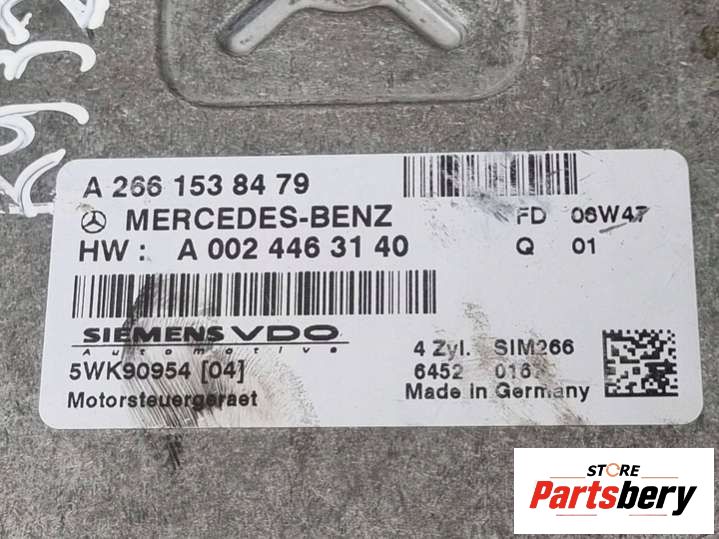 A 266 153 84 79
MERCEDES-BENZ FD 06W47
HW : A 002 446 31 40 Q 01
SIEMENS VDO
Automotive
4 Zyl. SIM266
5WK90954 [04] 6452
Motorsteuergeraet Made in Germany
STORE
Partsbery